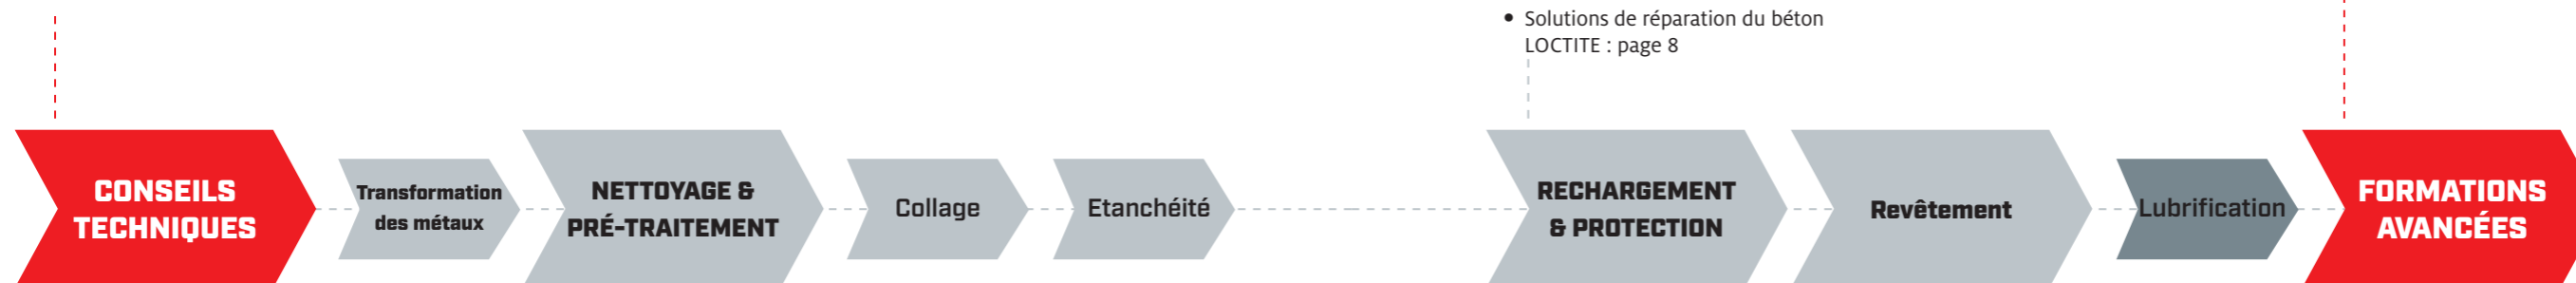 • Solutions de réparation du béton
LOCTITE : page 8
CONSEILS
TECHNIQUES
Transformation
des métaux
NETTOYAGE &
PRÉ-TRAITEMENT
Collage
Etanchéité
RECHARGEMENT
& PROTECTION
Revêtement
Lubrification
FORMATIONS
AVANCÉES